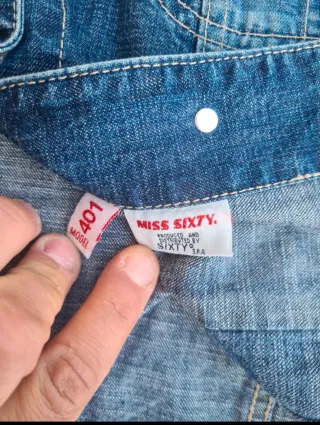 MODEL
401
MISS SIXTY.
PRODUCED AND
DISTRIBUTED BY
SIXTY®
S.P.A.